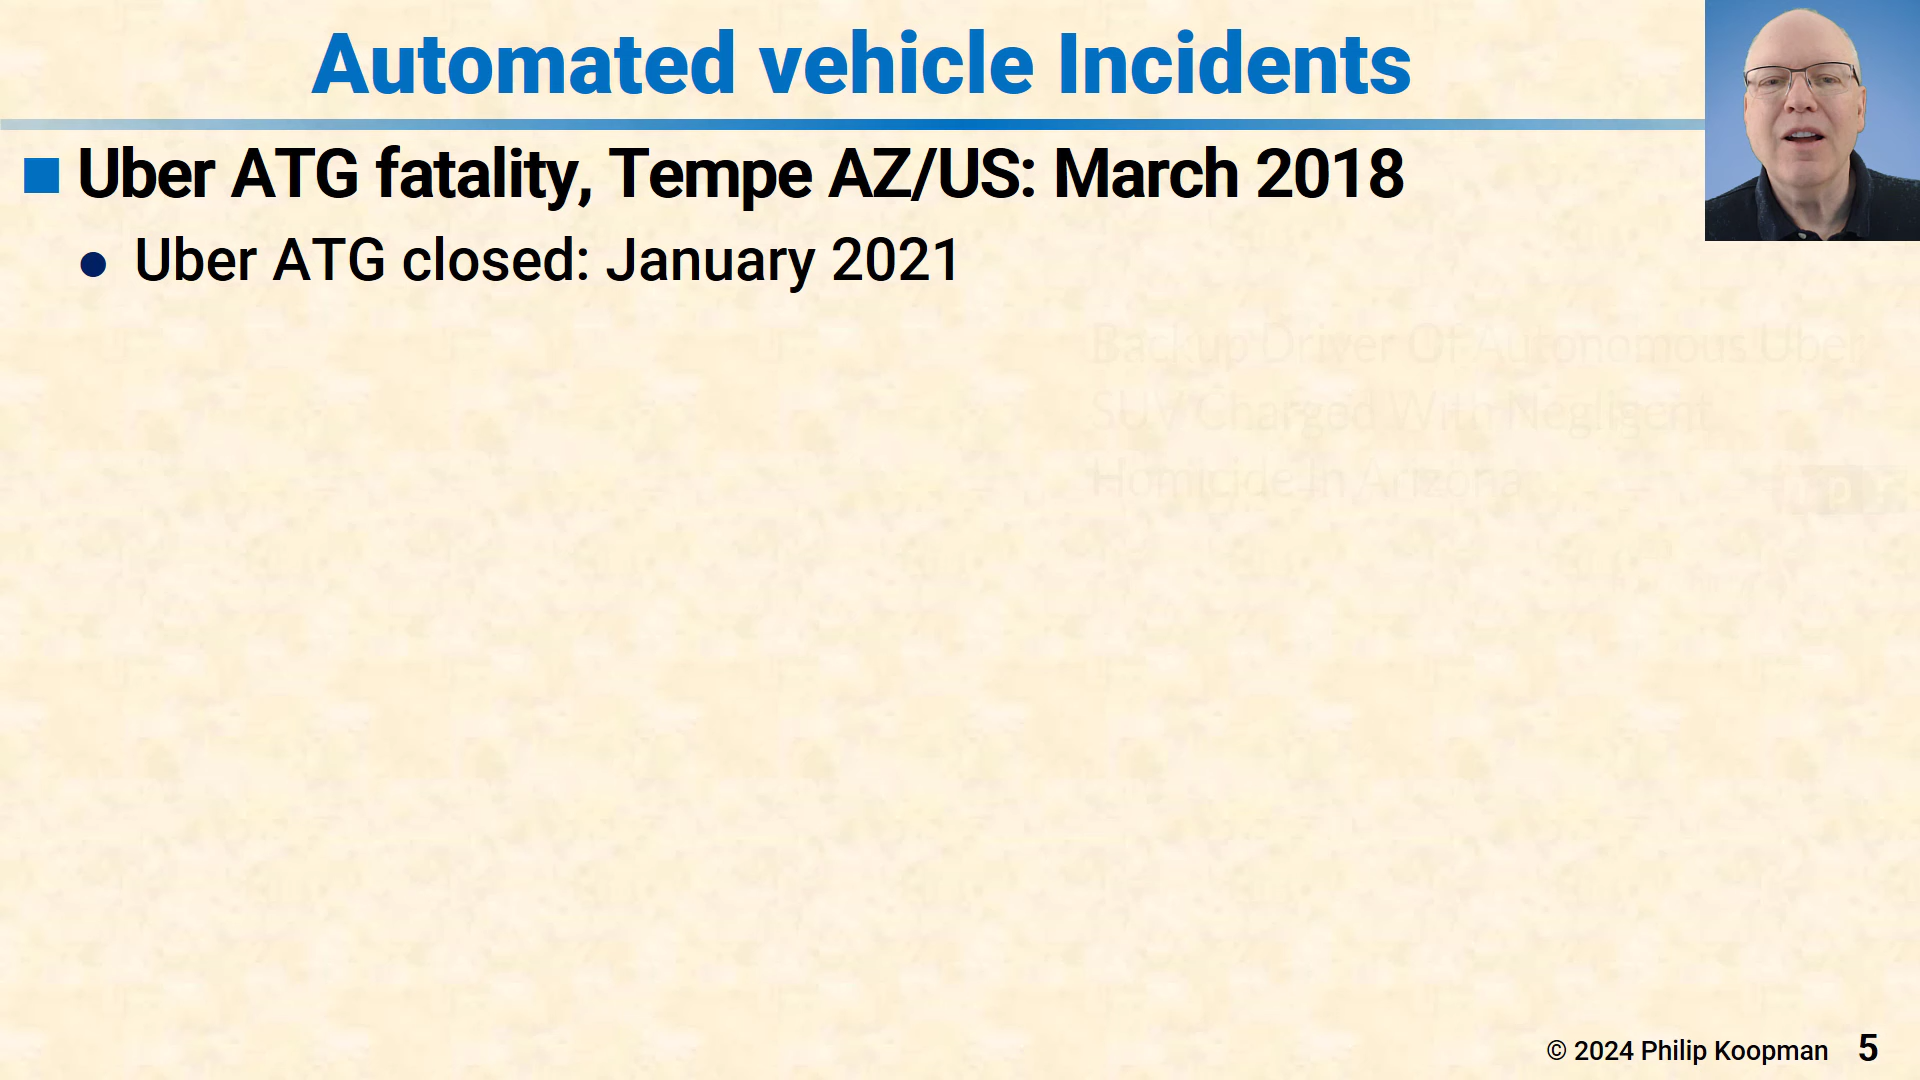 Automated vehicle Incidents
Uber ATG fatality, Tempe AZ/US: March 2018
Uber ATG closed: January 2021
Backup Driver Of Autonomous Uber
SUV Charged With Negligent
Homicide In Arizona
© 2024 Philip Koopman 5